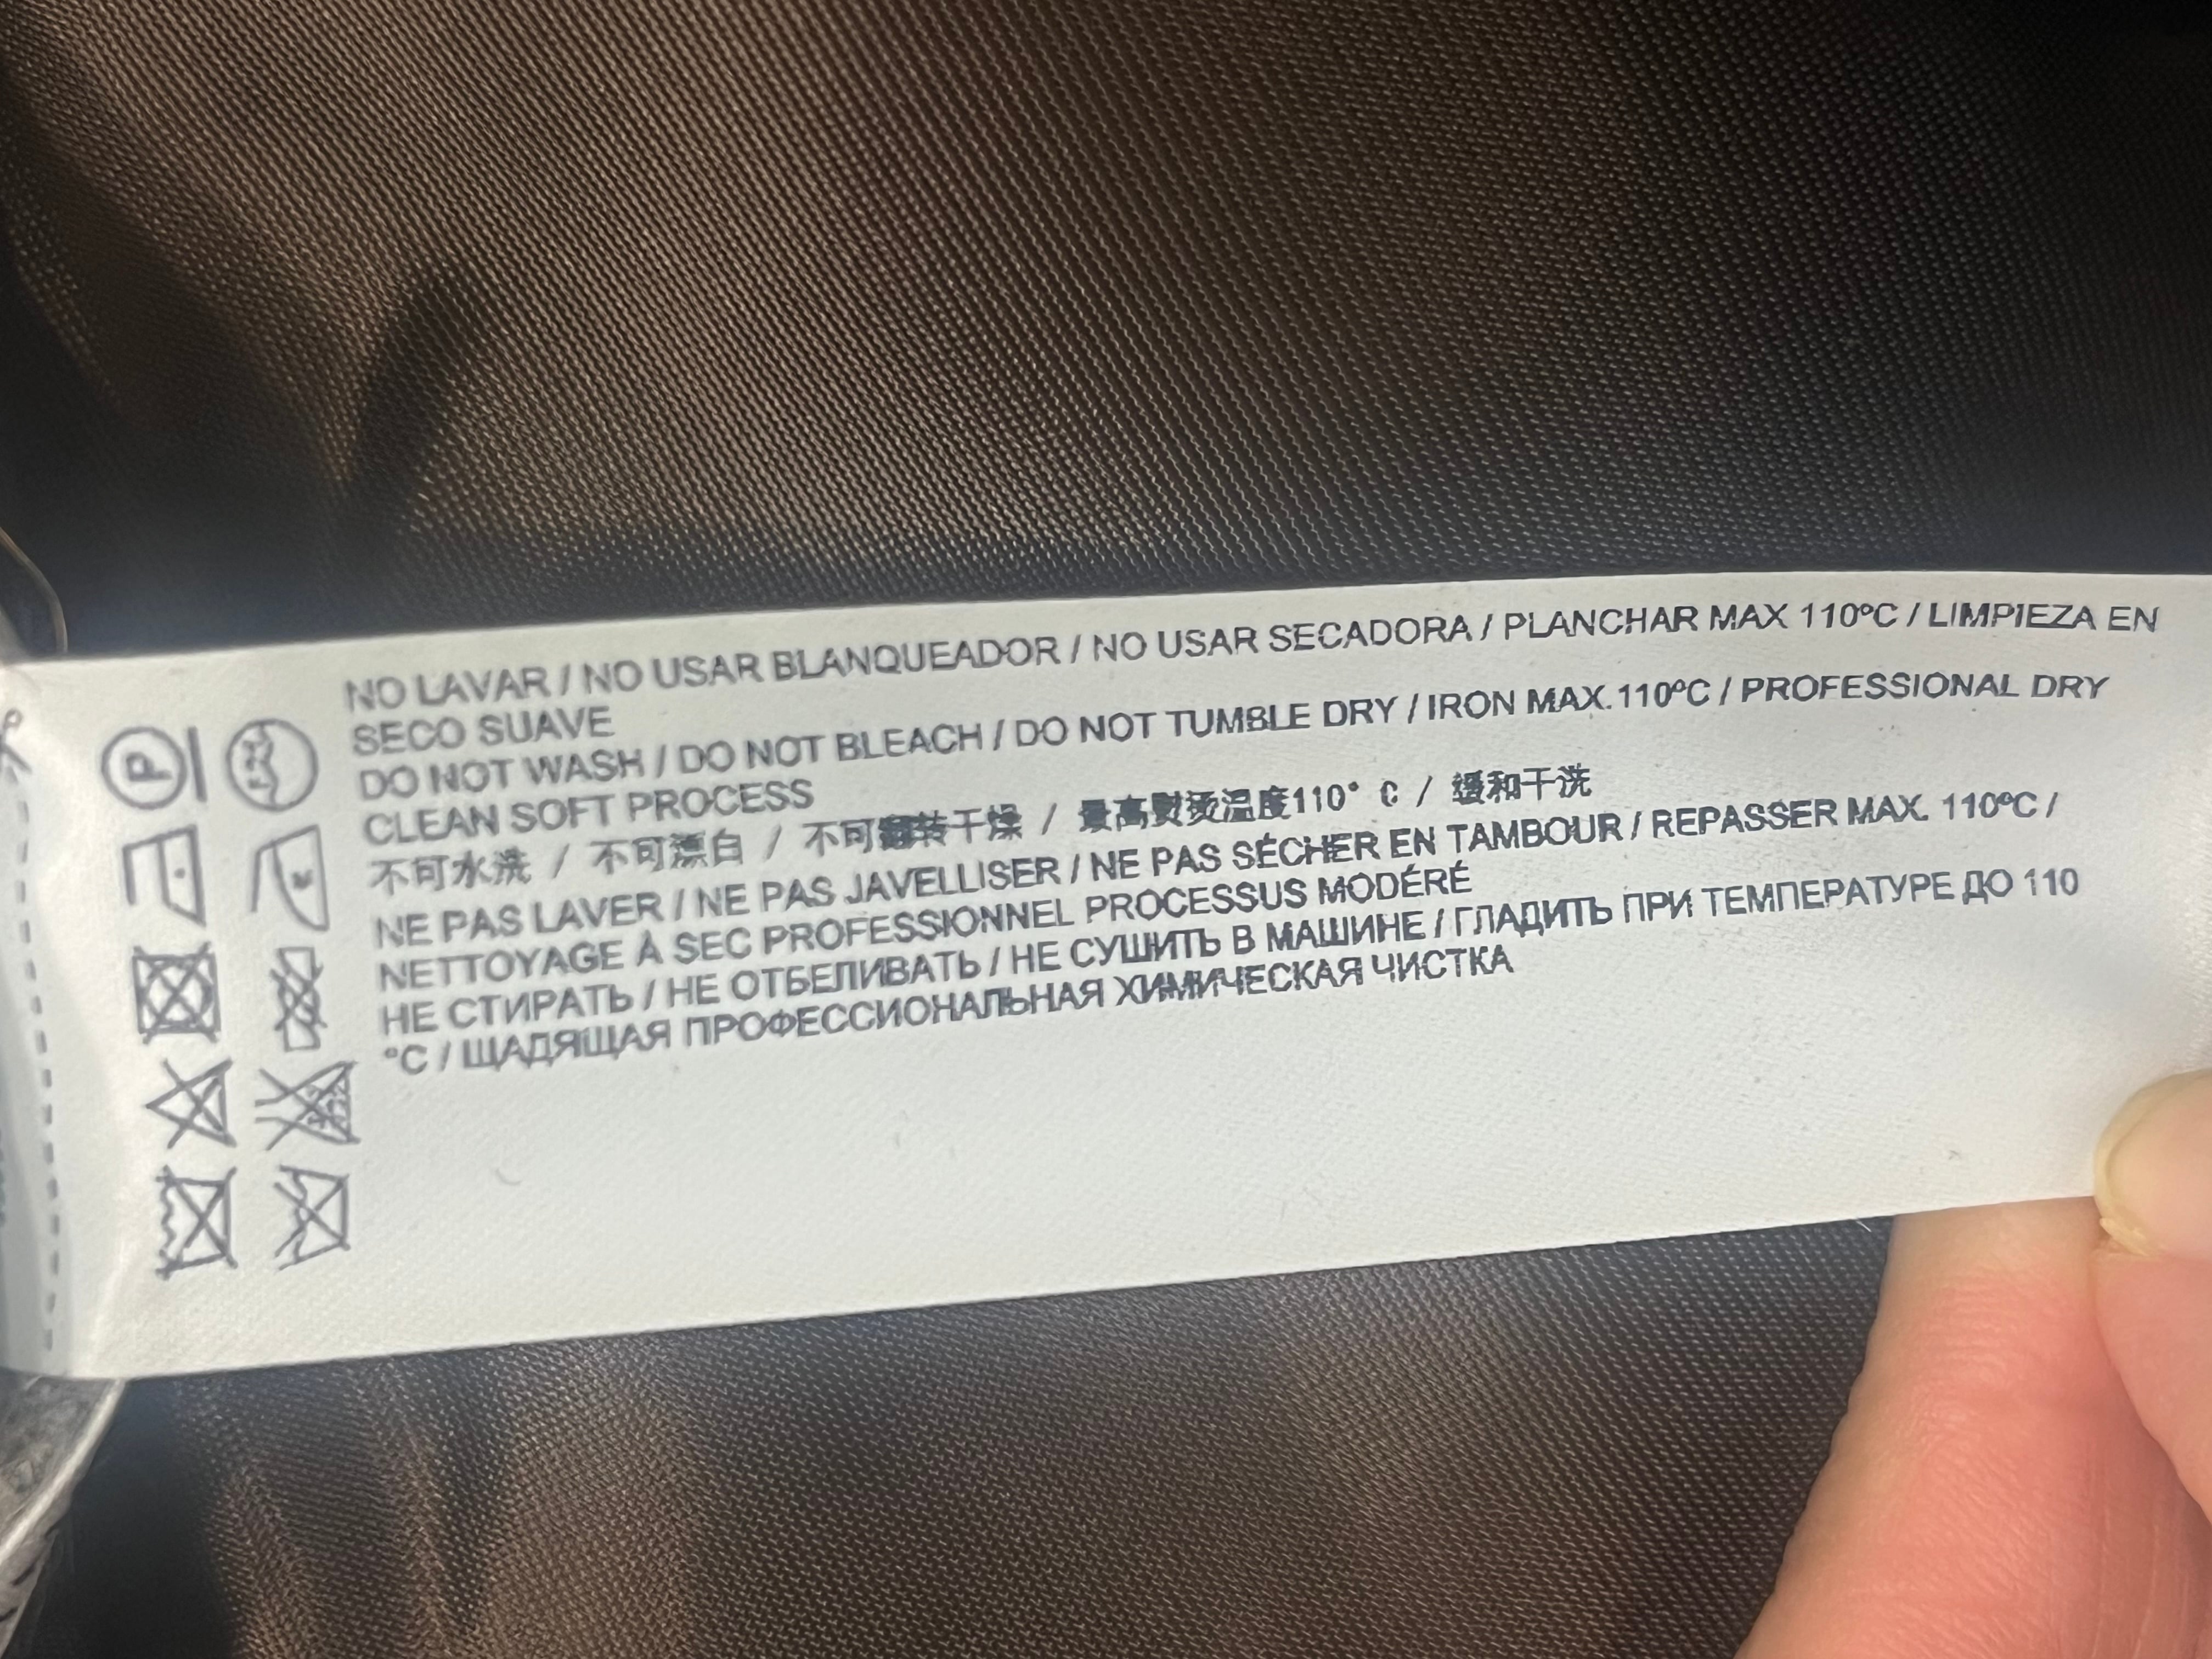 NO LAVAR / NO USAR BLANQUEADOR / NO USAR SECADORA / PLANCHAR MAX 110ºC / LIMPIEZA EN
SECO SUAVE
DO NOT WASH / DO NOT BLEACH / DO NOT TUMBLE DRY / IRON MAX. 110ºC / PROFESSIONAL DRY
CLEAN SOFT PROCESS
不可水洗 / 不可漂白 / 不可翻转干燥 / 最高熨烫温度110° C / 缓和干洗
NE PAS LAVER / NE PAS JAVELLISER / NE PAS SÉCHER EN TAMBOUR / REPASSER MAX. 110ºC /
NETTOYAGE À SEC PROFESSIONNEL PROCESSUS MODÉRÉ
НЕ СТИРАТЬ / НЕ ОТБЕЛИВАТЬ / НЕ СУШИТЬ В МАШИНЕ / ГЛАДИТЬ ПРИ ТЕМПЕРАТУРЕ ДО 110
°C / ЩАДЯЩАЯ ПРОФЕССИОНАЛЬНАЯ ХИМИЧЕСКАЯ ЧИСТКА
P